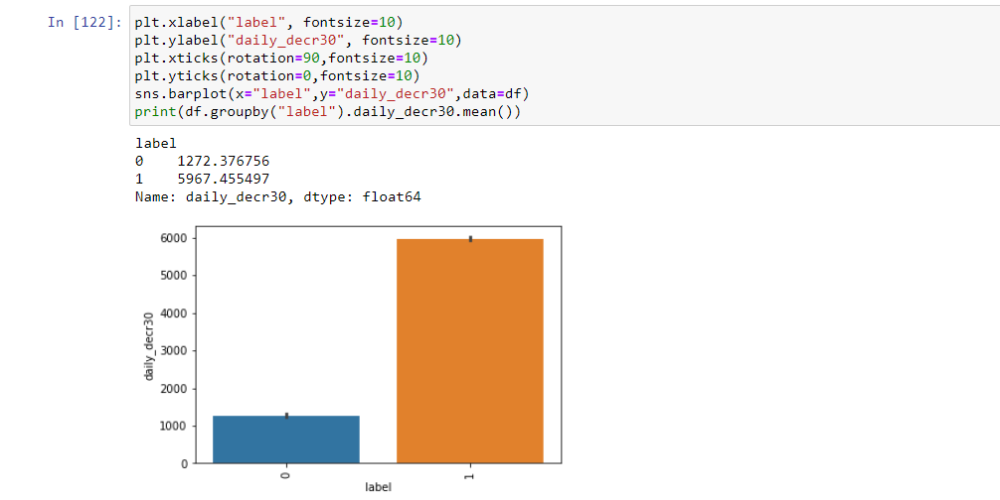 In [122]:
plt.xlabel("label", fontsize=10)
plt.ylabel("daily_decr30", fontsize=10)
plt.xticks(rotation=90,fontsize=10)
plt.yticks(rotation=0,fontsize=10)
sns.barplot(x="label",y="daily_decr30",data=df)
print(df.groupby("label").daily_decr30.mean())
label
0    1272.376756
1    5967.455497
Name: daily_decr30, dtype: float64
6000
5000
4000
3000
2000
1000
0
daily_decr30
0
1
label